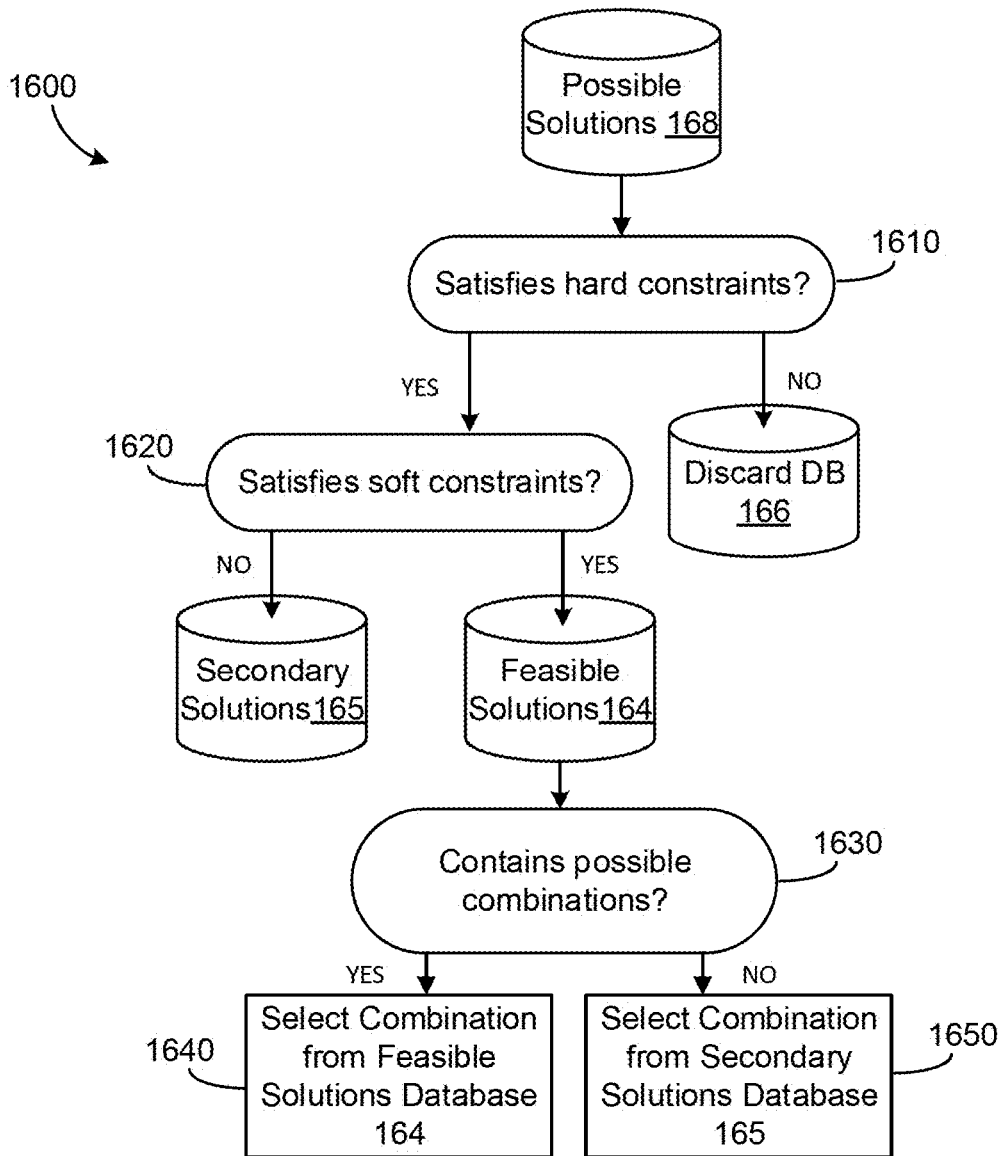 1600
Possible
Solutions 168
1610
Satisfies hard constraints?
YES
NO
1620
Satisfies soft constraints?
Discard DB
166
NO
YES
Secondary
Solutions165
Feasible
Solutions164
1630
Contains possible
combinations?
YES
NO
1640
Select Combination
from Feasible
Solutions Database
164
Select Combination
from Secondary
Solutions Database
165
1650